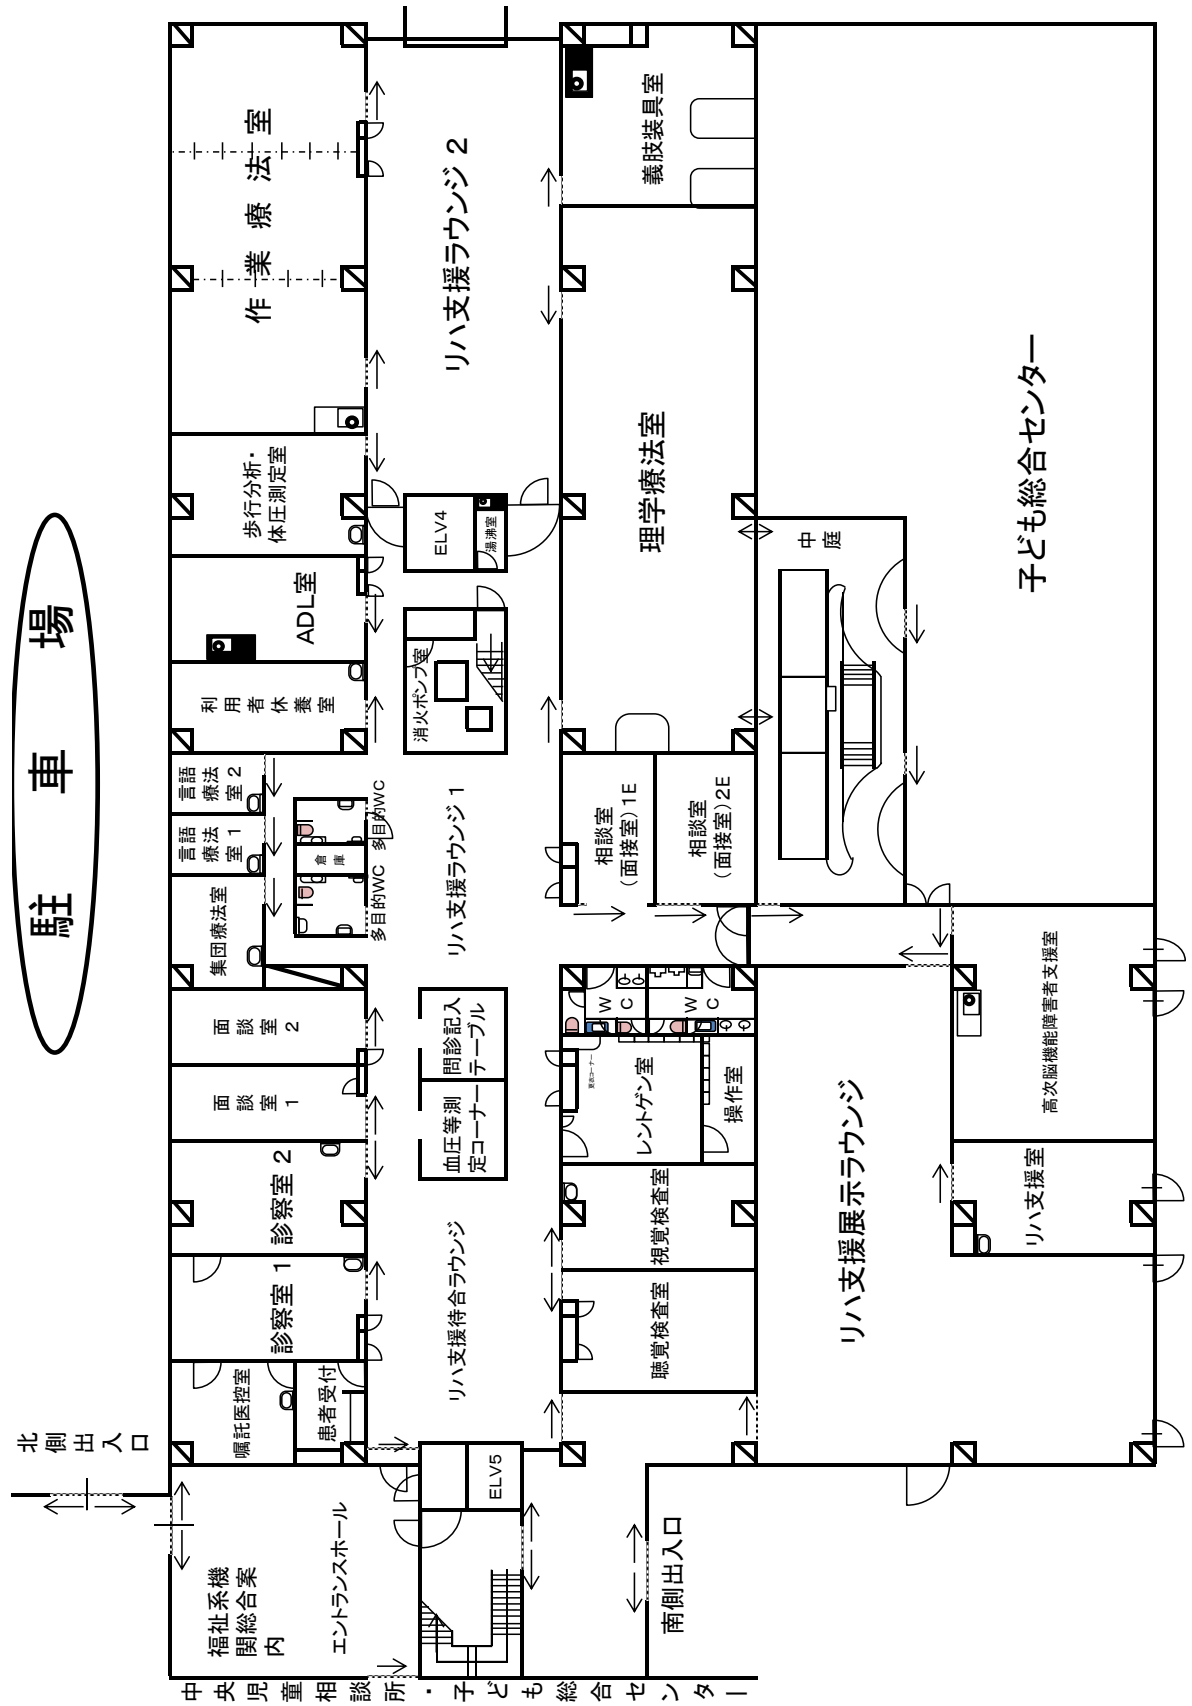 駐車場
作業療法室
歩行分析・
体圧測定室
ADL室
利用者休養室
言語
療法
室2
言語
療法
室1
集団療法室
面談室2
面談室1
診察室2
診察室1
嘱託医控室
患者受付
北側出入口
福祉系機
関総合案
内
エントランスホール
中央児童相談所・子ども総合センター
リハ支援ラウンジ2
ELV4
湯沸室
消火ポンプ室
多目的WC
倉庫
多目的WC
リハ支援ラウンジ1
問診記入
テーブル
血圧等測
定コーナー
リハ支援待合ラウンジ
ELV5
義肢装具室
理学療法室
相談室
(面接室)1E
相談室
(面接室)2E
WC
WC
更衣コーナー
レントゲン室
操作室
視覚検査室
聴覚検査室
南側出入口
中庭
子ども総合センター
リハ支援展示ラウンジ
高次脳機能障害者支援室
リハ支援室